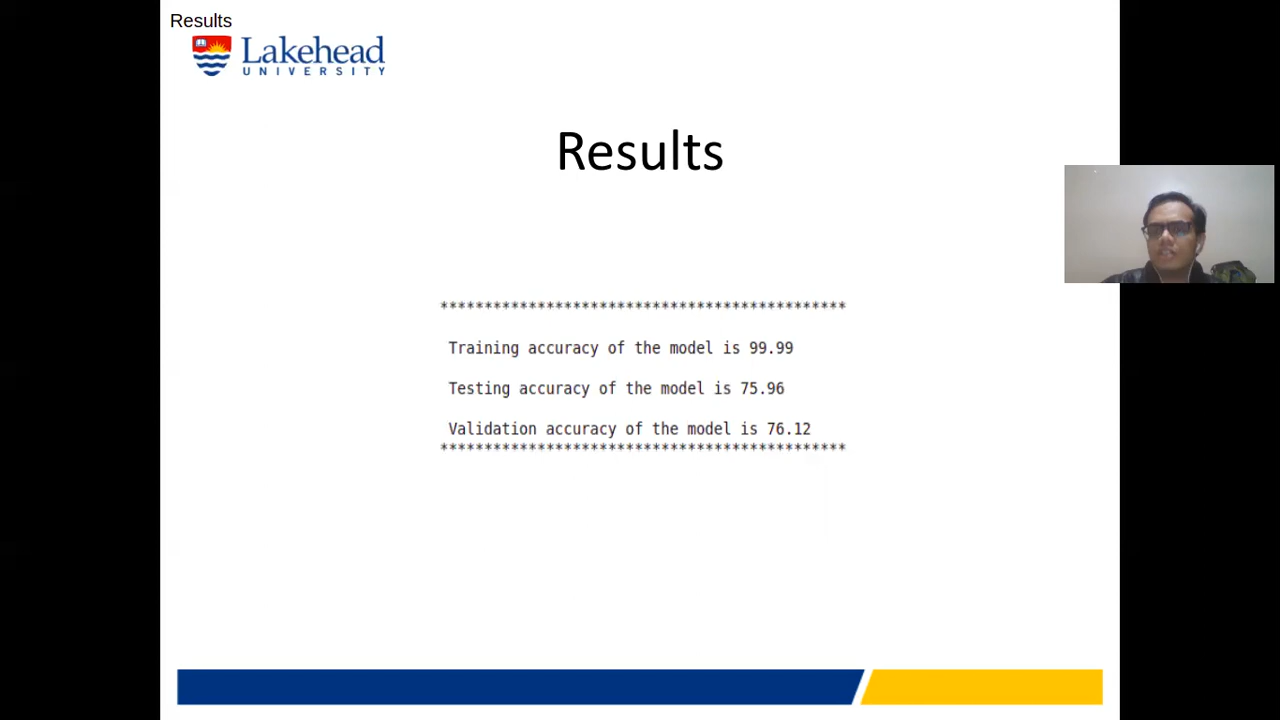 Results
Lakehead
UNIVERSITY
Results
**********************************************
Training accuracy of the model is 99.99
Testing accuracy of the model is 75.96
Validation accuracy of the model is 76.12
**********************************************